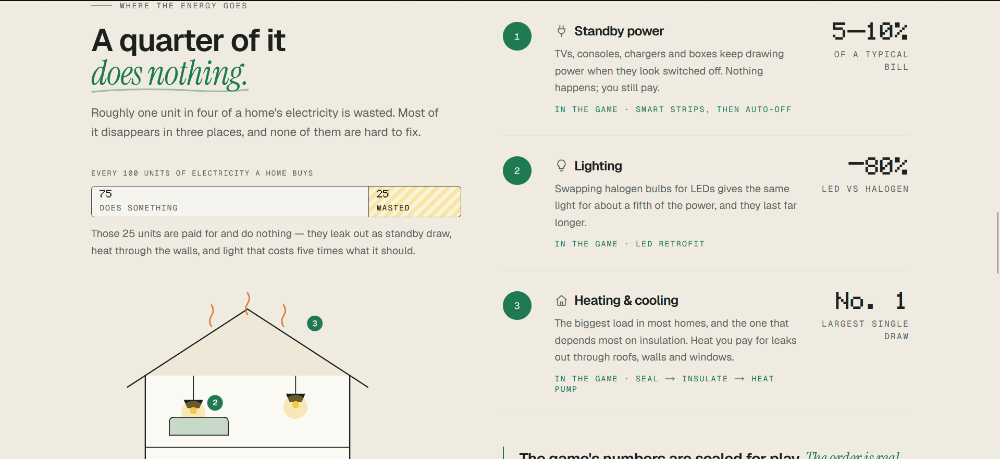 WHERE THE ENERGY GOES
A quarter of it
does nothing.
Roughly one unit in four of a home's electricity is wasted. Most of
it disappears in three places, and none of them are hard to fix.
EVERY 100 UNITS OF ELECTRICITY A HOME BUYS
75
DOES SOMETHING
25
WASTED
Those 25 units are paid for and do nothing — they leak out as standby draw,
heat through the walls, and light that costs five times what it should.
3
2
1
Standby power
TVs, consoles, chargers and boxes keep drawing
power when they look switched off. Nothing
happens; you still pay.
IN THE GAME · SMART STRIPS, THEN AUTO-OFF
5–10%
OF A TYPICAL
BILL
2
Lighting
Swapping halogen bulbs for LEDs gives the same
light for about a fifth of the power, and they last far
longer.
IN THE GAME · LED RETROFIT
−80%
LED VS HALOGEN
3
Heating & cooling
The biggest load in most homes, and the one that
depends most on insulation. Heat you pay for leaks
out through roofs, walls and windows.
IN THE GAME · SEAL → INSULATE → HEAT
PUMP
No. 1
LARGEST SINGLE
DRAW
The game's numbers are scaled for play. The order is real.